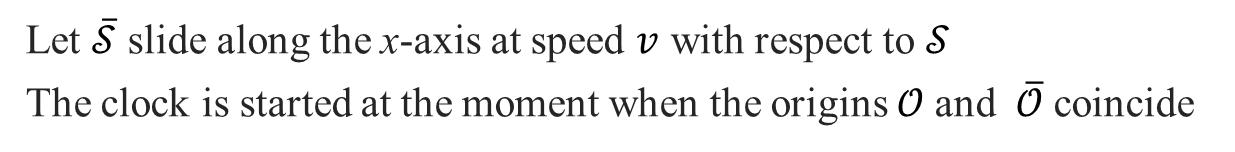 Let 𝒮̄ slide along the x-axis at speed v with respect to 𝒮
The clock is started at the moment when the origins 𝒪 and 𝒪̄ coincide